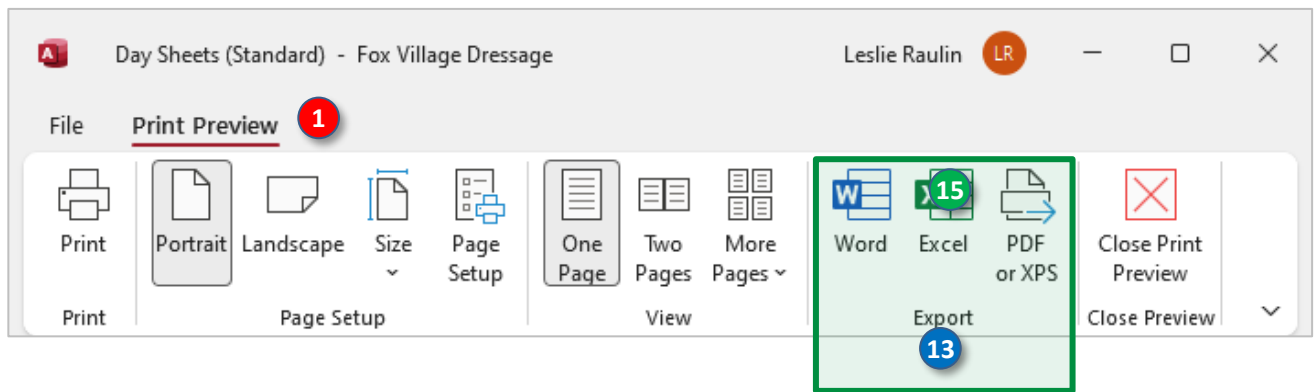 A Day Sheets (Standard) - Fox Village Dressage Leslie Raulin LR
File Print Preview 1
W X 15
Print Portrait Landscape Size Page Setup One Page Two Pages More Pages Word Excel PDF or XPS Close Print Preview
Print Page Setup View Export Close Preview
13